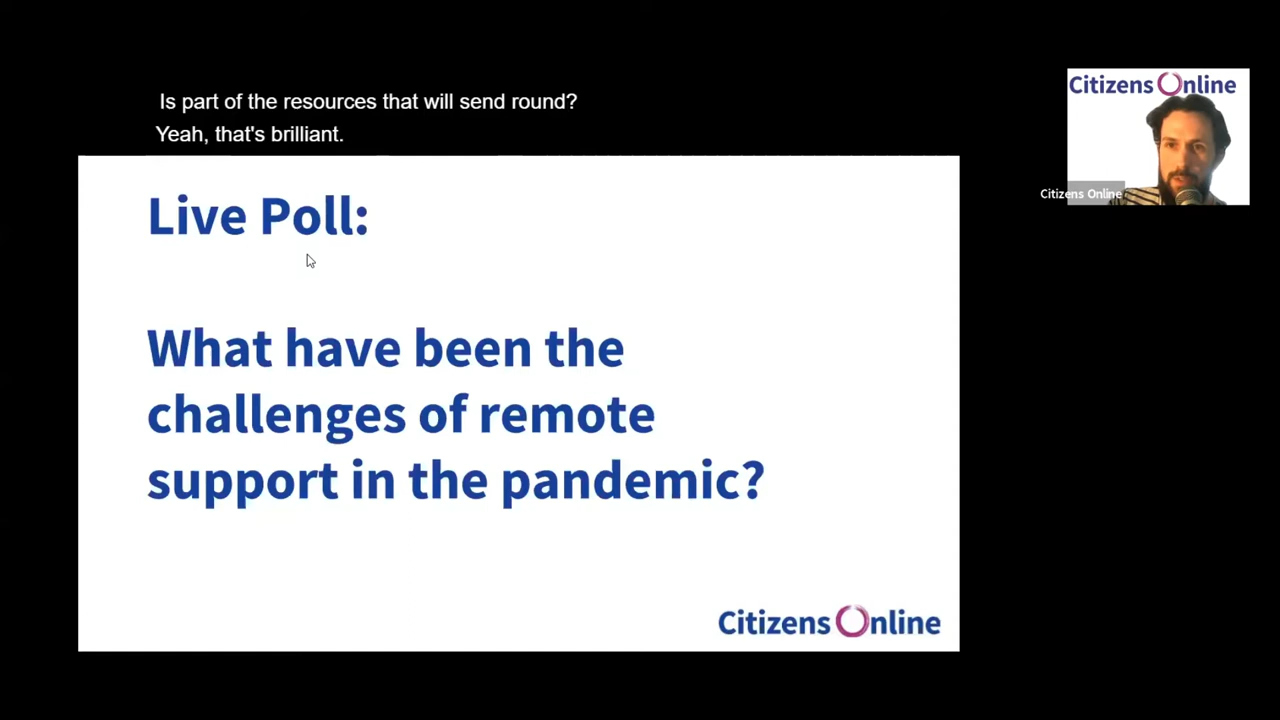 Is part of the resources that will send round?
Yeah, that's brilliant.
Citizens Online
Citizens Online
Live Poll:
What have been the
challenges of remote
support in the pandemic?
Citizens Online